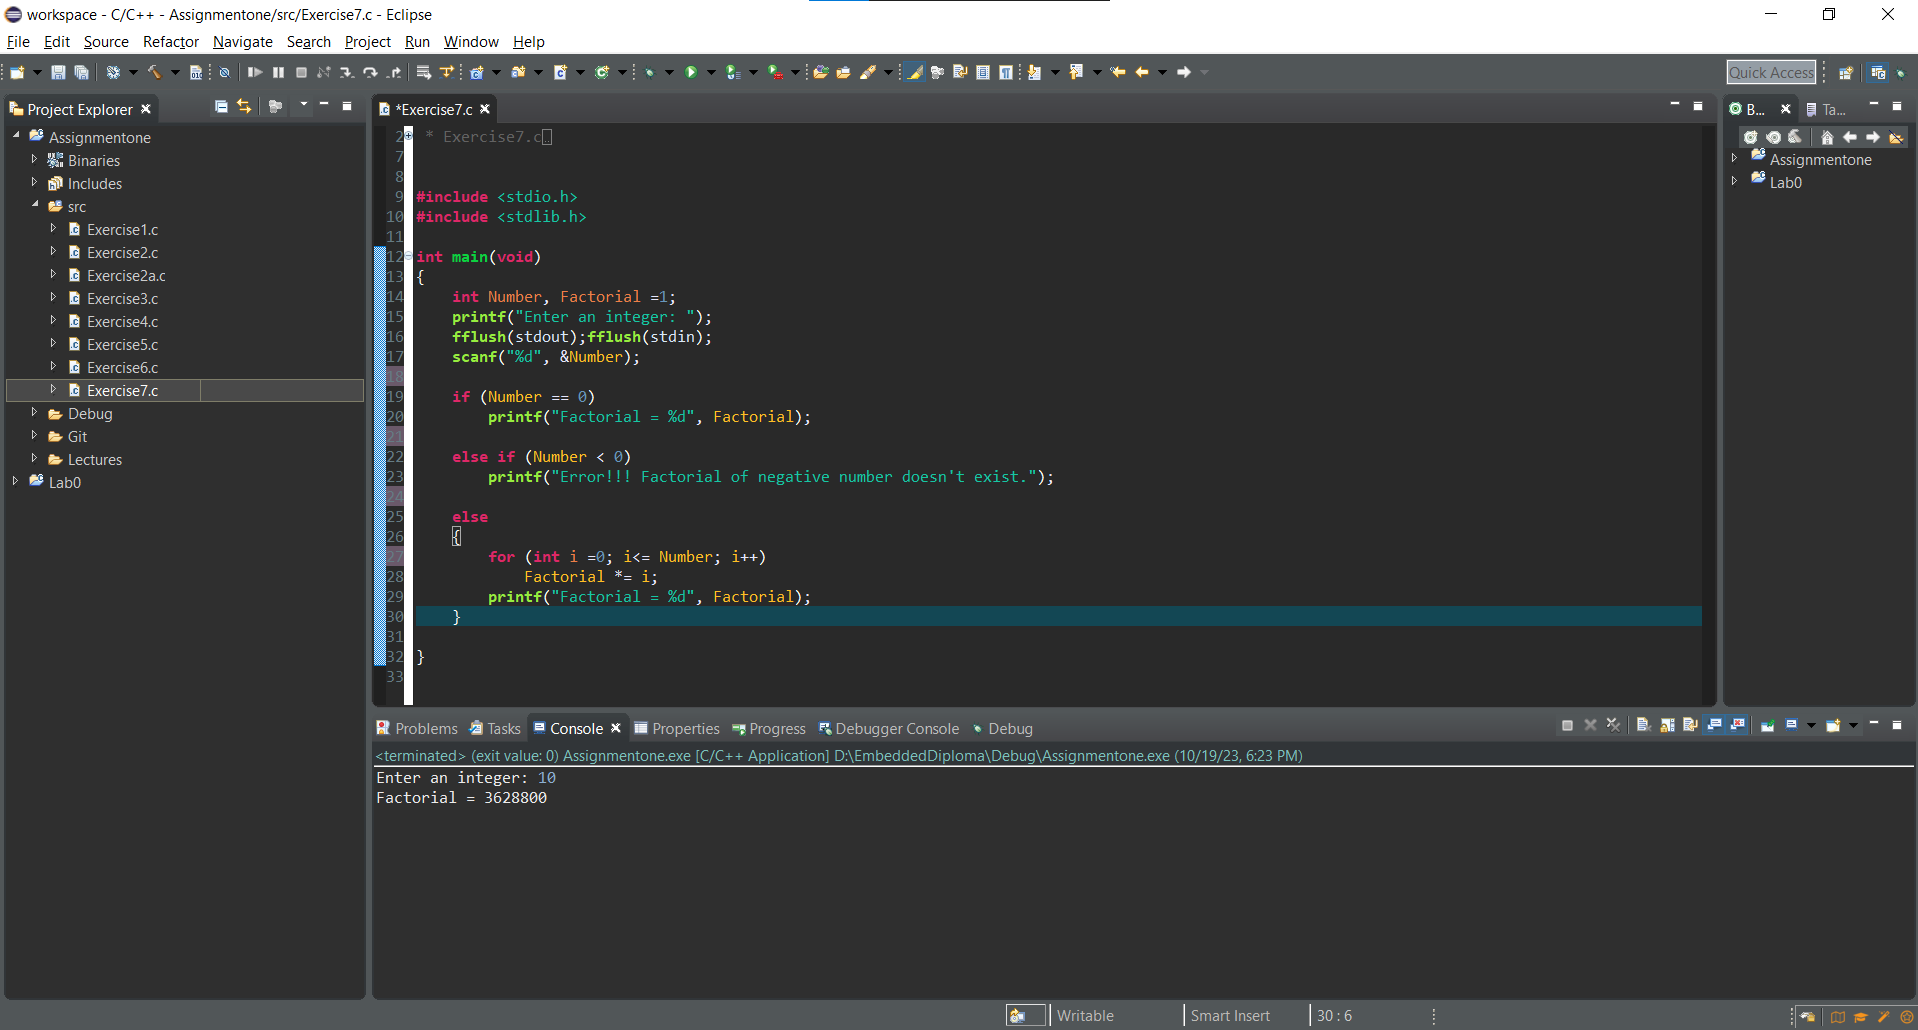 workspace - C/C++ - Assignmentone/src/Exercise7.c - Eclipse
File Edit Source Refactor Navigate Search Project Run Window Help
Quick Access
Project Explorer
Assignmentone
Binaries
Includes
src
Exercise1.c
Exercise2.c
Exercise2a.c
Exercise3.c
Exercise4.c
Exercise5.c
Exercise6.c
Exercise7.c
Debug
Git
Lectures
Lab0
*Exercise7.c
2 * Exercise7.c
7
8
9 #include <stdio.h>
10 #include <stdlib.h>
11
12 int main(void)
13 {
14 int Number, Factorial =1;
15 printf("Enter an integer: ");
16 fflush(stdout);fflush(stdin);
17 scanf("%d", &Number);
18
19 if (Number == 0)
20 printf("Factorial = %d", Factorial);
21
22 else if (Number < 0)
23 printf("Error!!! Factorial of negative number doesn't exist.");
24
25 else
26 {
27 for (int i =0; i<= Number; i++)
28 Factorial *= i;
29 printf("Factorial = %d", Factorial);
30 }
31
32 }
33
B... Ta...
Assignmentone
Lab0
Problems Tasks Console Properties Progress Debugger Console Debug
<terminated> (exit value: 0) Assignmentone.exe [C/C++ Application] D:\EmbeddedDiploma\Debug\Assignmentone.exe (10/19/23, 6:23 PM)
Enter an integer: 10
Factorial = 3628800
Writable Smart Insert 30 : 6